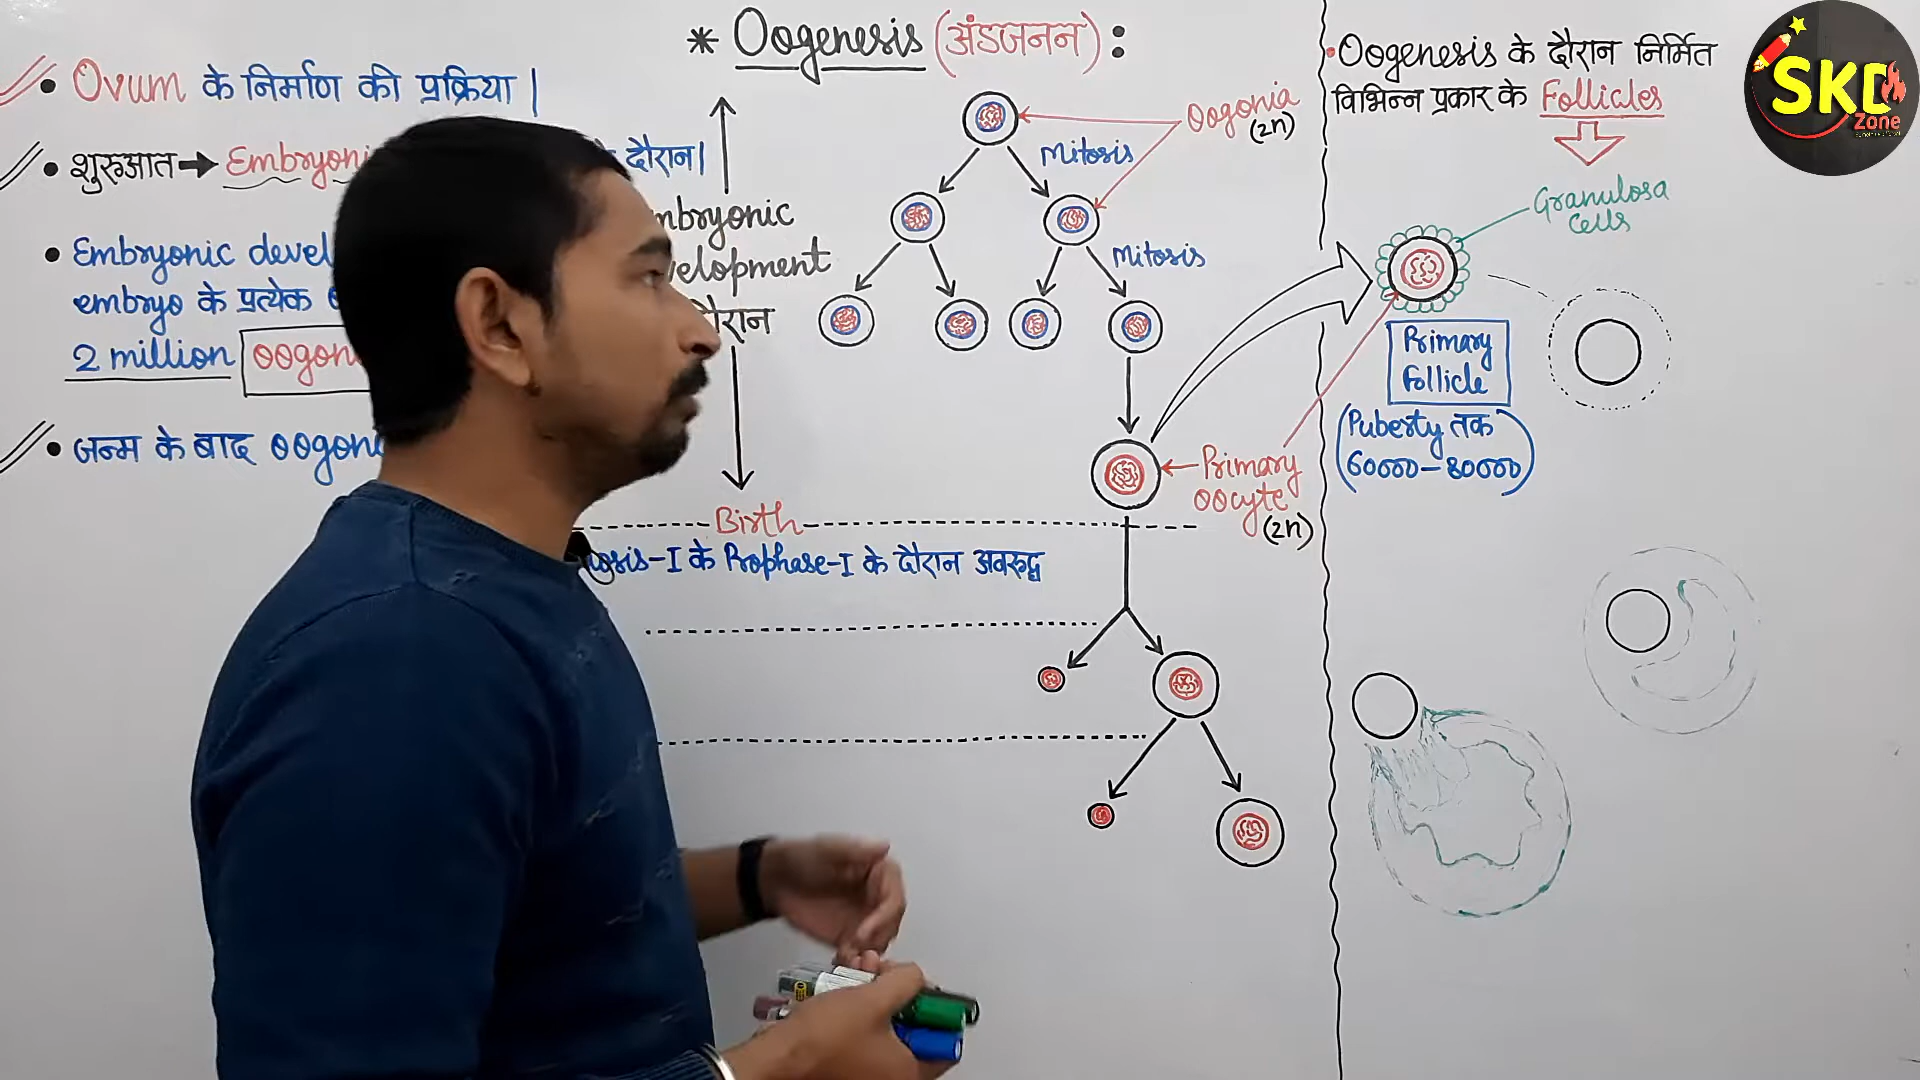 * Oogenesis (अंडजनन) :
• Ovum के निर्माण की प्रक्रिया |
• शुरुआत → Embryoni
दौरान|
• Embryonic devel
embryo के प्रत्येक
2 million oogon
• जन्म के बाद oogon
mbryonic
velopment
Birth
के Prophase-I के दौरान अवरुद्ध
Oogonia
(2n)
Mitosis
Mitosis
Primary
oocyte
(2n)
• Oogenesis के दौरान निर्मित
विभिन्न प्रकार के Follicles
Granulosa
Cells
Primary
Follicle
(Puberty तक
60000-80000)
SKD
Zone